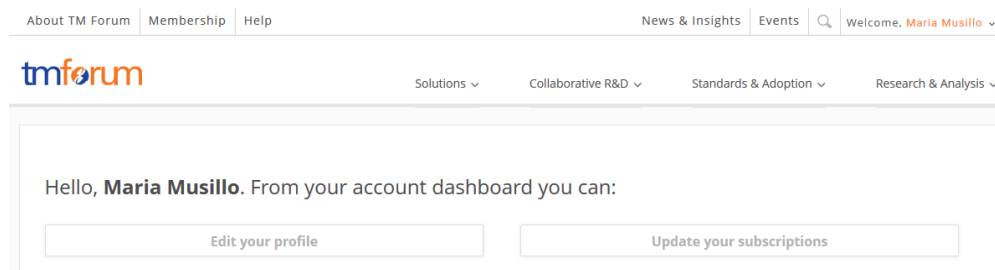 About TM Forum Membership Help News & Insights Events Welcome, Maria Musillo
tmforum Solutions Collaborative R&D Standards & Adoption Research & Analysis
Hello, Maria Musillo. From your account dashboard you can:
Edit your profile Update your subscriptions